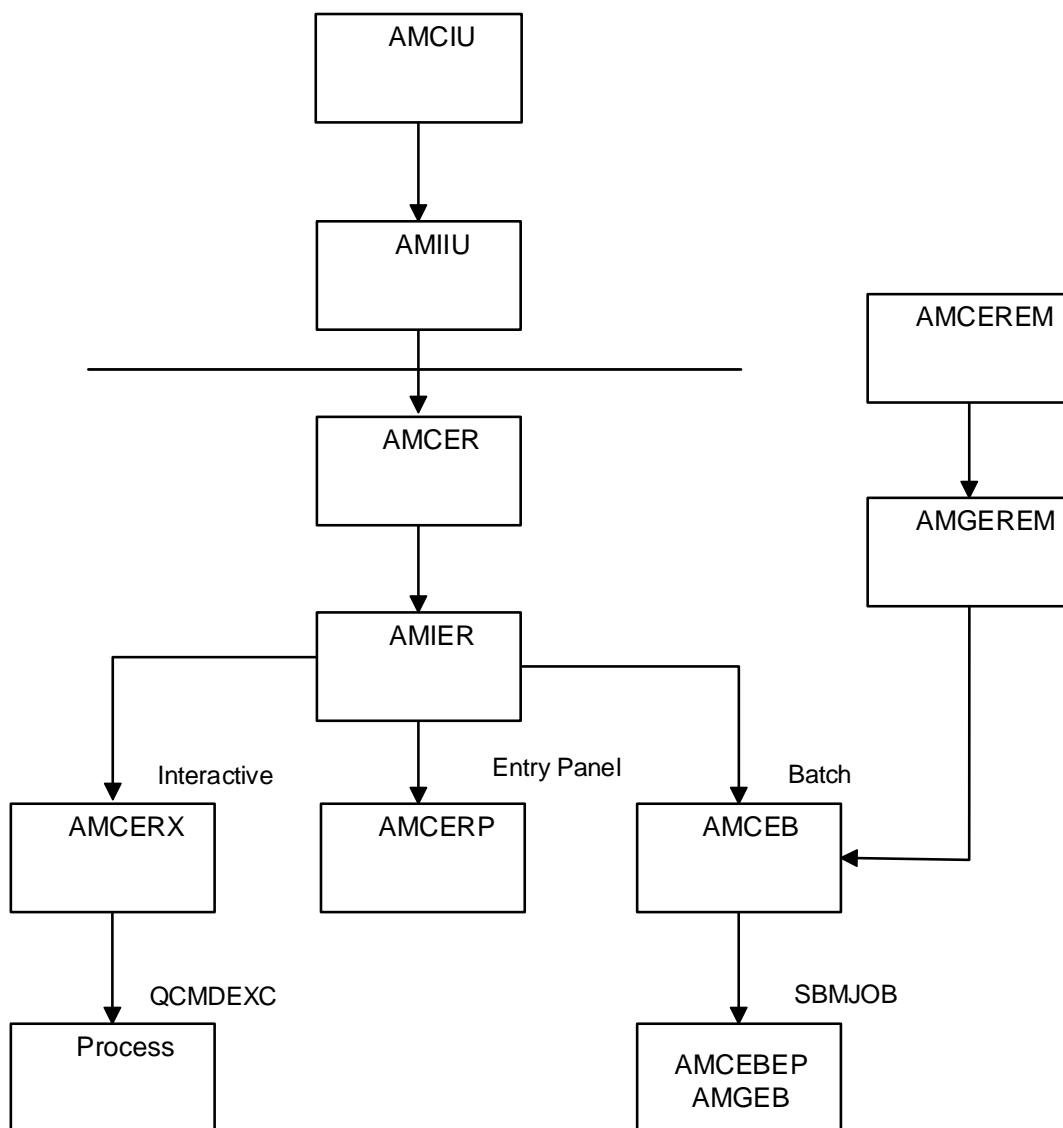 AMCIU
AMIIU
AMCEREM
AMCER
AMGEREM
AMIER
Interactive
Entry Panel
Batch
AMCERX
AMCERP
AMCEB
QCMDEXC
SBMJOB
Process
AMCEBEP
AMGEB